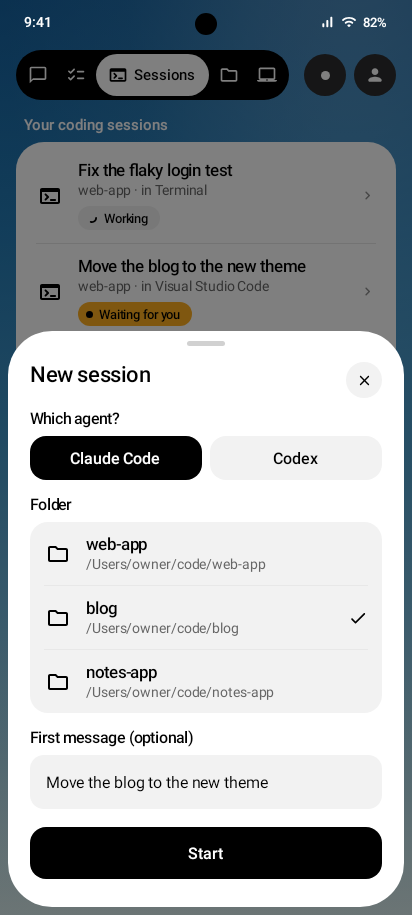 9:41
82%
Sessions
Your coding sessions
Fix the flaky login test
web-app · in Terminal
Working
Move the blog to the new theme
web-app · in Visual Studio Code
Waiting for you
New session
Which agent?
Claude Code
Codex
Folder
web-app
/Users/owner/code/web-app
blog
/Users/owner/code/blog
notes-app
/Users/owner/code/notes-app
First message (optional)
Move the blog to the new theme
Start